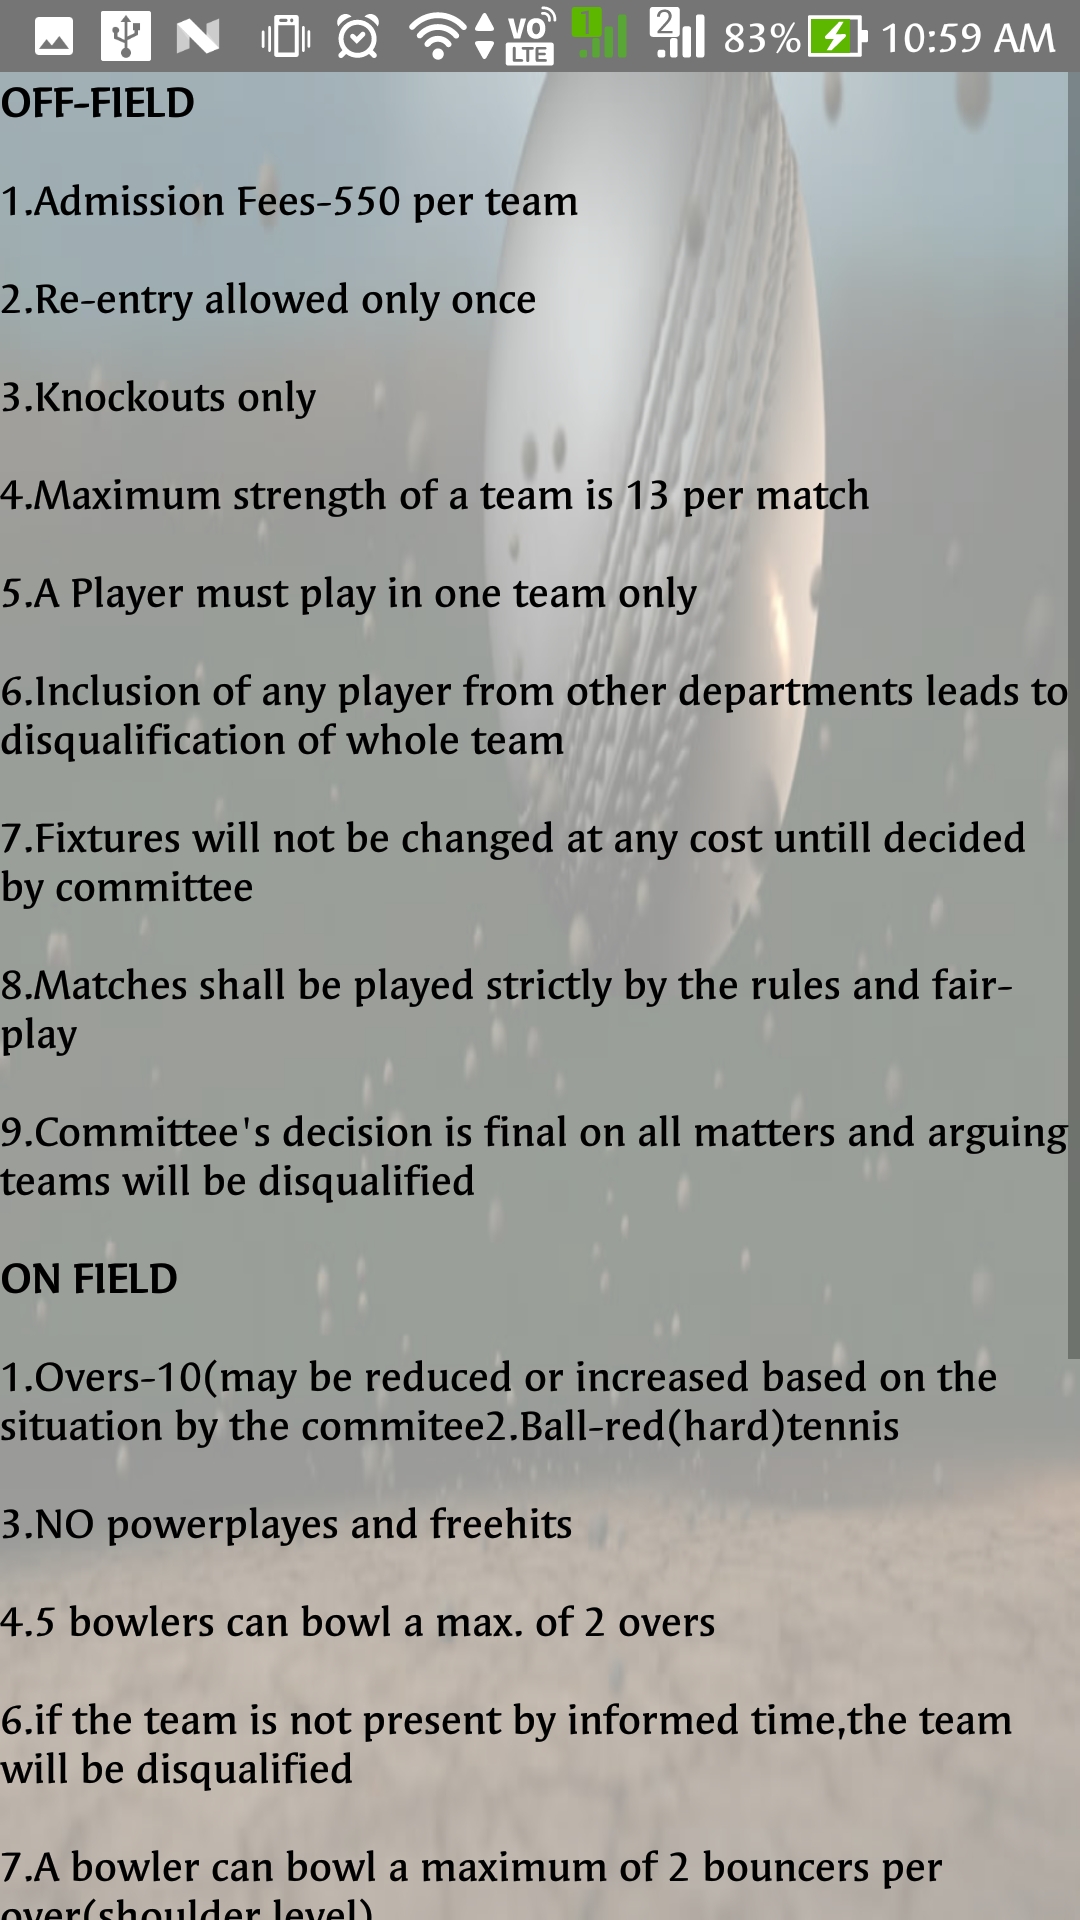 VO LTE 1 2 83% 10:59 AM
OFF-FIELD
1.Admission Fees-550 per team
2.Re-entry allowed only once
3.Knockouts only
4.Maximum strength of a team is 13 per match
5.A Player must play in one team only
6.Inclusion of any player from other departments leads to
disqualification of whole team
7.Fixtures will not be changed at any cost untill decided
by committee
8.Matches shall be played strictly by the rules and fair-
play
9.Committee's decision is final on all matters and arguing
teams will be disqualified
ON FIELD
1.Overs-10(may be reduced or increased based on the
situation by the commitee2.Ball-red(hard)tennis
3.NO powerplayes and freehits
4.5 bowlers can bowl a max. of 2 overs
6.if the team is not present by informed time,the team
will be disqualified
7.A bowler can bowl a maximum of 2 bouncers per
over(shoulder level)